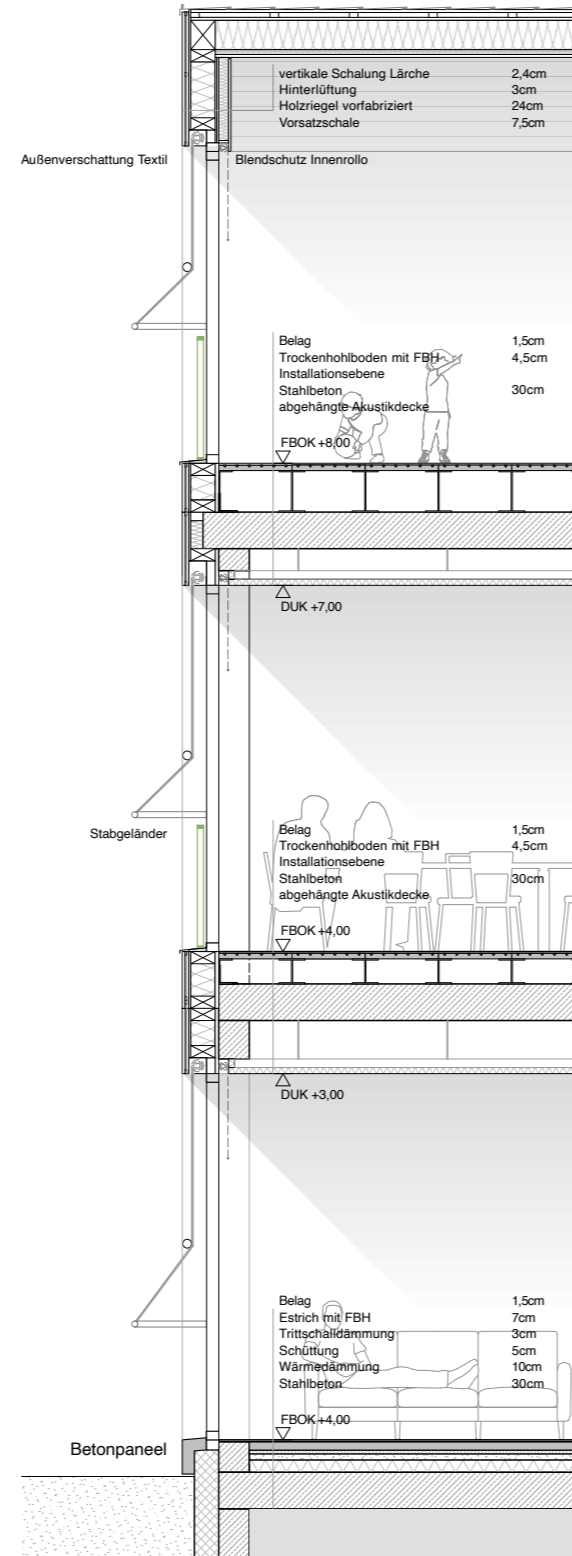 vertikale Schalung Lärche 2,4cm
Hinterlüftung 3cm
Holzriegel vorfabriziert 24cm
Vorsatzschale 7,5cm
Außenverschattung Textil
Blendschutz Innenrollo
Belag 1,5cm
Trockenhohlboden mit FBH 4,5cm
Installationsebene
Stahlbeton 30cm
abgehängte Akustikdecke
FBOK +8,00
DUK +7,00
Stabgeländer
Belag 1,5cm
Trockenhohlboden mit FBH 4,5cm
Installationsebene
Stahlbeton 30cm
abgehängte Akustikdecke
FBOK +4,00
DUK +3,00
Belag 1,5cm
Estrich mit FBH 7cm
Trittschalldämmung 3cm
Schüttung 5cm
Wärmedämmung 10cm
Stahlbeton 30cm
FBOK +4,00
Betonpaneel